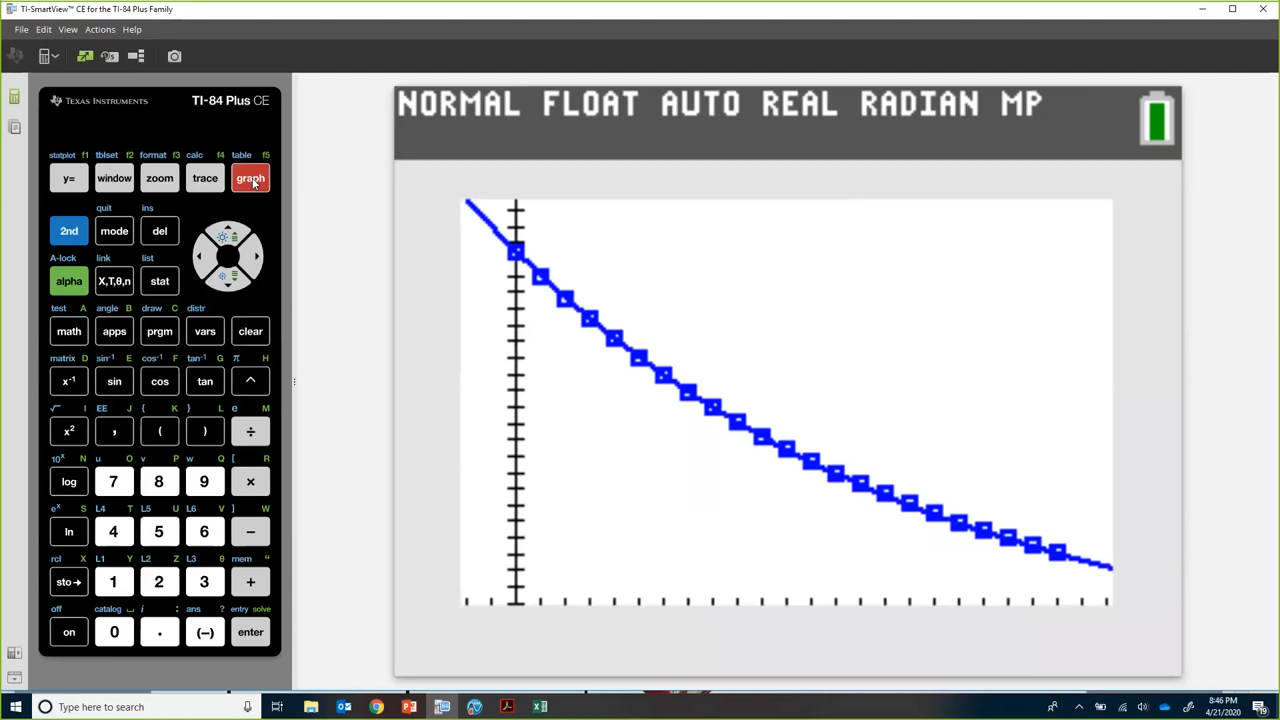 TI-SmartView™ CE for the TI-84 Plus Family
File Edit View Actions Help
TEXAS INSTRUMENTS TI-84 Plus CE
NORMAL FLOAT AUTO REAL RADIAN MP
statplot f1 tblset f2 format f3 calc f4 table f5
y= window zoom trace graph
quit ins
2nd mode del
A-lock link list
alpha X,T,θ,n stat
test A angle B draw C distr
math apps prgm vars clear
matrix D sin⁻¹ E cos⁻¹ F tan⁻¹ G π H
x⁻¹ sin cos tan ^
√ I EE J { K } L e M
x² , ( ) ÷
10ˣ N u O v P w Q [ R
log 7 8 9 ×
eˣ S L4 T L5 U L6 V ] W
ln 4 5 6 −
rcl X L1 Y L2 Z L3 θ mem "
sto→ 1 2 3 +
off catalog ⎵ i : ans ? entry solve
on 0 . (−) enter
Type here to search
8:46 PM
4/21/2020
19